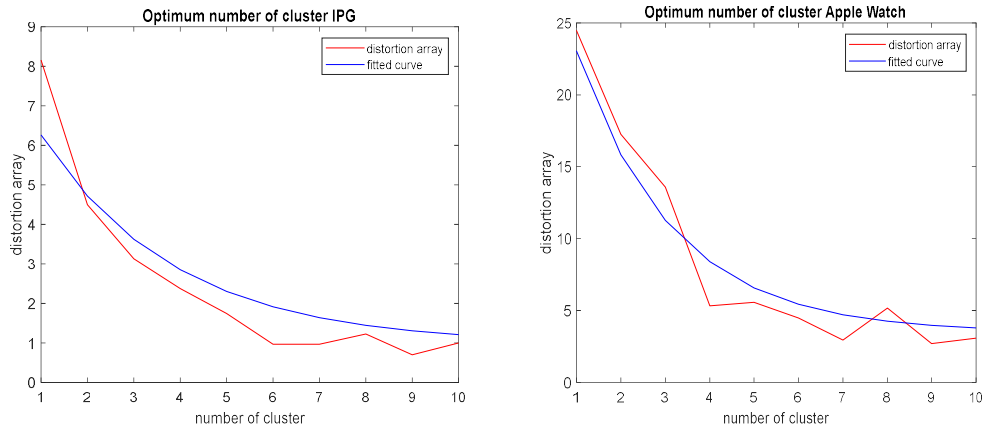 Optimum number of cluster IPG
9
8
7
6
5
4
3
2
1
0
distortion array
distortion array
fitted curve
1 2 3 4 5 6 7 8 9 10
number of cluster
Optimum number of cluster Apple Watch
25
20
15
10
5
0
distortion array
distortion array
fitted curve
1 2 3 4 5 6 7 8 9 10
number of cluster